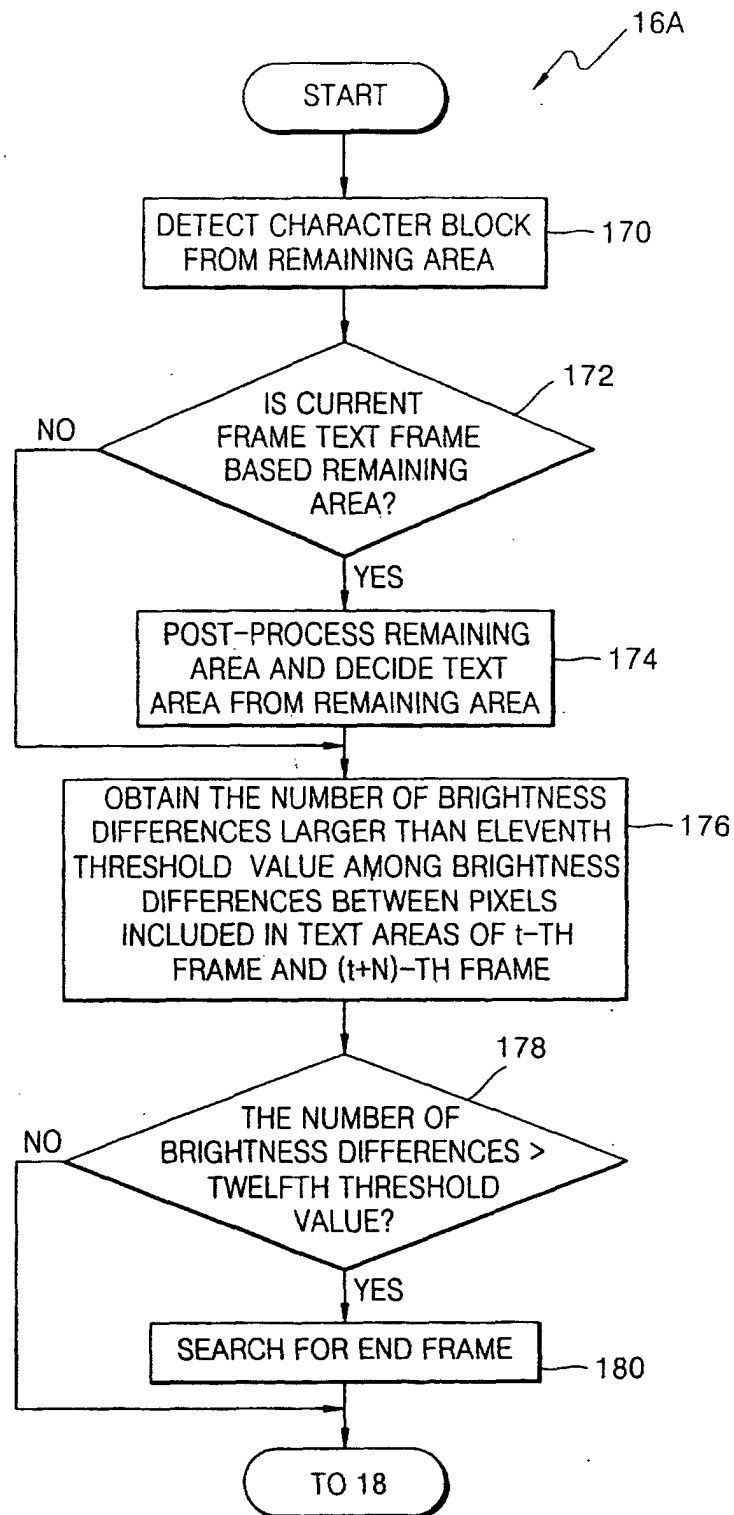 16A
START
DETECT CHARACTER BLOCK
FROM REMAINING AREA
170
172
IS CURRENT
FRAME TEXT FRAME
BASED REMAINING
AREA?
NO
YES
POST-PROCESS REMAINING
AREA AND DECIDE TEXT
AREA FROM REMAINING AREA
174
OBTAIN THE NUMBER OF BRIGHTNESS
DIFFERENCES LARGER THAN ELEVENTH
THRESHOLD VALUE AMONG BRIGHTNESS
DIFFERENCES BETWEEN PIXELS
INCLUDED IN TEXT AREAS OF t-TH
FRAME AND (t+N)-TH FRAME
176
178
THE NUMBER OF
BRIGHTNESS DIFFERENCES >
TWELFTH THRESHOLD
VALUE?
NO
YES
SEARCH FOR END FRAME
180
TO 18